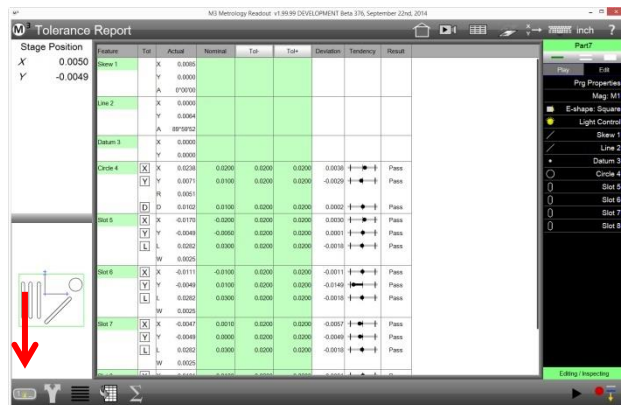 M3 Metrology Readout v1.99.99 DEVELOPMENT Beta 376, September 22nd, 2014
M3 Tolerance Report
inch ?
Stage Position
X 0.0050
Y -0.0049
Feature Tol Actual Nominal Tol- Tol+ Deviation Tendency Result
Skew 1 X 0.0085
Y 0.0000
A 0°00'00
Line 2 X 0.0000
Y 0.0064
A 88°08'52
Datum 3 X 0.0000
Y 0.0000
Circle 4 X X 0.0238 0.0200 0.0200 0.0200 0.0038 Pass
Y Y 0.0071 0.0100 0.0200 0.0200 -0.0029 Pass
R 0.0051
D D 0.0102 0.0100 0.0200 0.0200 0.0002 Pass
Slot 5 X X -0.0170 -0.0200 0.0200 0.0200 0.0030 Pass
Y Y -0.0049 -0.0050 0.0200 0.0200 0.0001 Pass
L L 0.0282 0.0300 0.0200 0.0200 -0.0018 Pass
W 0.0025
Slot 6 X X -0.0111 -0.0100 0.0200 0.0200 -0.0011 Pass
Y Y -0.0049 0.0100 0.0200 0.0200 -0.0149 Pass
L L 0.0282 0.0300 0.0200 0.0200 -0.0018 Pass
W 0.0025
Slot 7 X X -0.0047 0.0010 0.0200 0.0200 -0.0057 Pass
Y Y -0.0049 0.0000 0.0200 0.0200 -0.0049 Pass
L L 0.0282 0.0300 0.0200 0.0200 -0.0018 Pass
W 0.0025
Part7
Play Edit
Prg Properties
Mag: M1
E-shape: Square
Light Control
Skew 1
Line 2
Datum 3
Circle 4
Slot 5
Slot 6
Slot 7
Slot 8
Editing / Inspecting